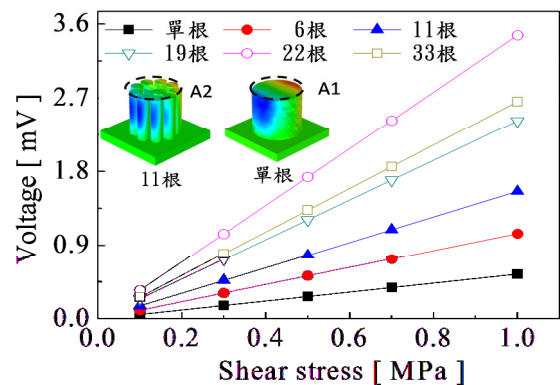 3.6
2.7
1.8
0.9
0.0
Voltage [ mV ]
單根 6根 11根
19根 22根 33根
A2 A1
11根 單根
0.0 0.2 0.4 0.6 0.8 1.0
Shear stress [ MPa ]